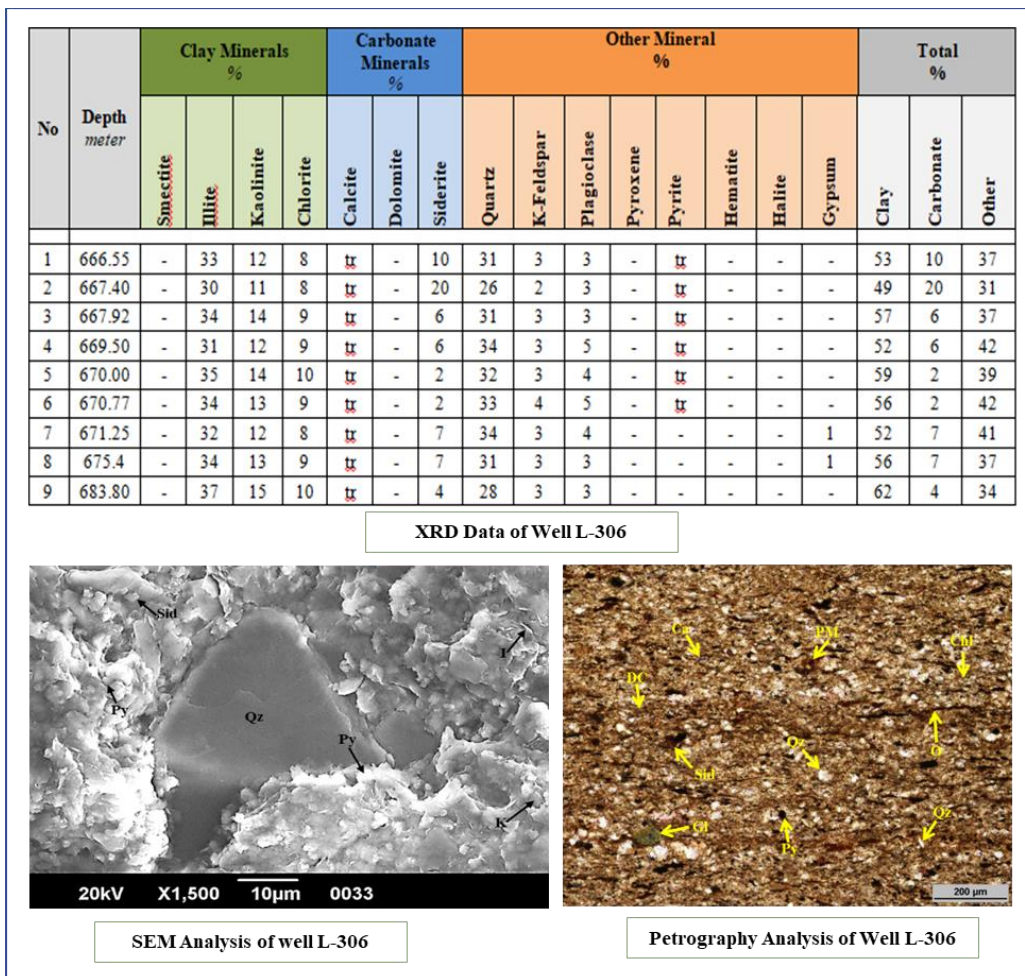 No Depth meter Clay Minerals % Carbonate Minerals % Other Mineral % Total %
Smectite Illite Kaolinite Chlorite Calcite Dolomite Siderite Quartz K-Feldspar Plagioclase Pyroxene Pyrite Hematite Halite Gypsum Clay Carbonate Other
1 666.55 - 33 12 8 tr - 10 31 3 3 - tr - - - 53 10 37
2 667.40 - 30 11 8 tr - 20 26 2 3 - tr - - - 49 20 31
3 667.92 - 34 14 9 tr - 6 31 3 3 - tr - - - 57 6 37
4 669.50 - 31 12 9 tr - 6 34 3 5 - tr - - - 52 6 42
5 670.00 - 35 14 10 tr - 2 32 3 4 - tr - - - 59 2 39
6 670.77 - 34 13 9 tr - 2 33 4 5 - tr - - - 56 2 42
7 671.25 - 32 12 8 tr - 7 34 3 4 - - - - 1 52 7 41
8 675.4 - 34 13 9 tr - 7 31 3 3 - - - - 1 56 7 37
9 683.80 - 37 15 10 tr - 4 28 3 3 - - - - - 62 4 34
XRD Data of Well L-306
Sid
I
K
Py
Qz
Py
K
20kV X1,500 10µm 0033
SEM Analysis of well L-306
Ca PM Chl
DC
O
Sid Qz
Gl Py Qz
200 µm
Petrography Analysis of Well L-306